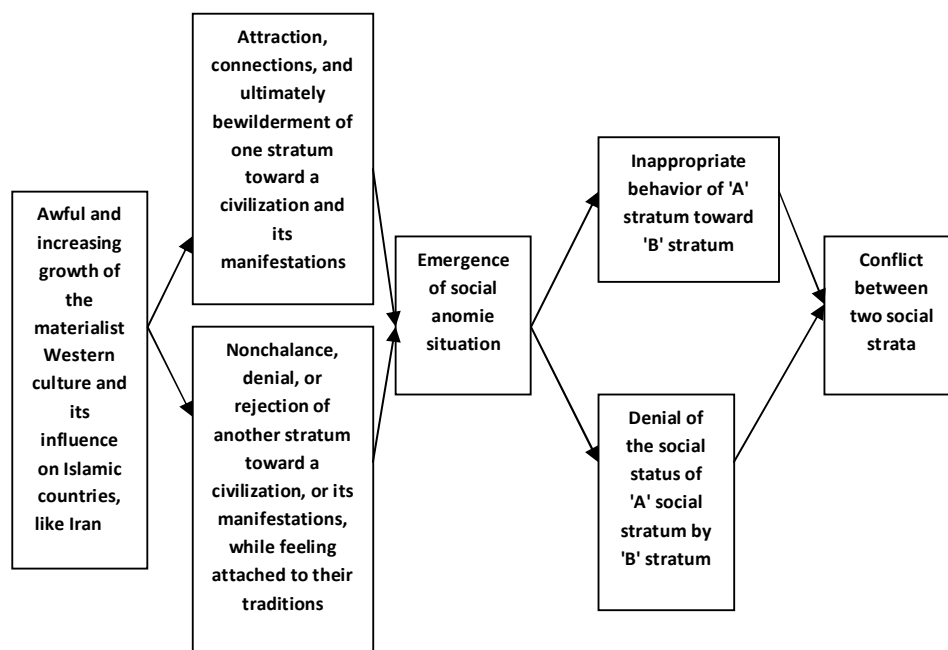 Awful and
increasing
growth of
the
materialist
Western
culture and
its
influence
on Islamic
countries,
like Iran
Attraction,
connections, and
ultimately
bewilderment of
one stratum
toward a
civilization and
its
manifestations
Nonchalance,
denial, or
rejection of
another stratum
toward a
civilization, or its
manifestations,
while feeling
attached to their
traditions
Emergence
of social
anomie
situation
Inappropriate
behavior of 'A'
stratum toward
'B' stratum
Denial of
the social
status of
'A' social
stratum by
'B' stratum
Conflict
between
two social
strata